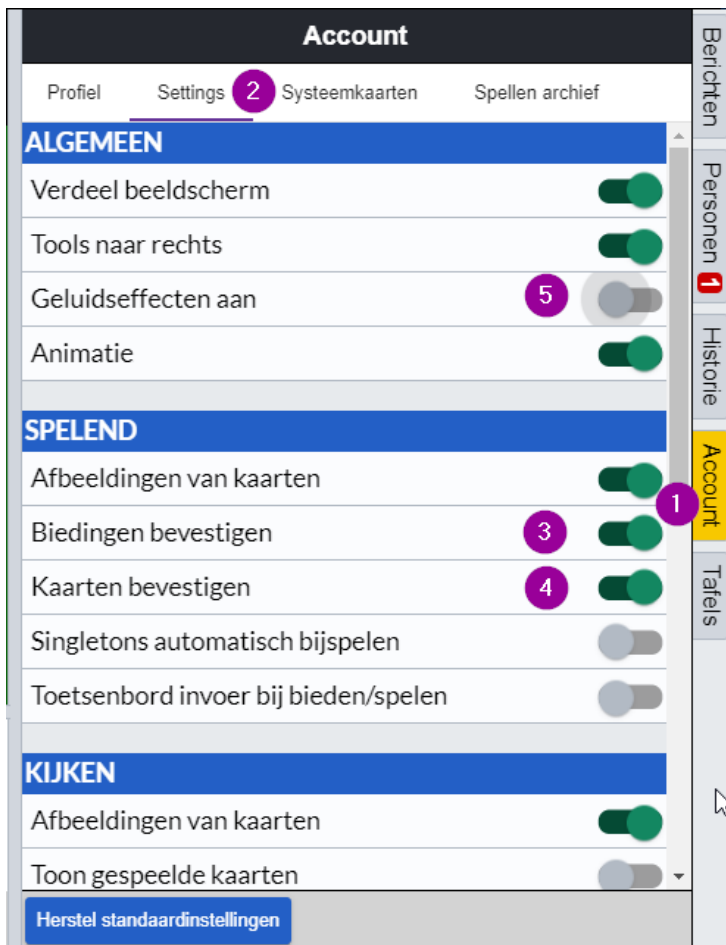 Account
Profiel Settings 2 Systeemkaarten Spellen archief
ALGEMEEN
Verdeel beeldscherm
Tools naar rechts
Geluidseffecten aan 5
Animatie
SPELEND
Afbeeldingen van kaarten
Biedingen bevestigen 3
Kaarten bevestigen 4
Singletons automatisch bijspelen
Toetsenbord invoer bij bieden/spelen
KIJKEN
Afbeeldingen van kaarten
Toon gespeelde kaarten
Herstel standaardinstellingen
Berichten
Personen 1
Historie
1 Account
Tafels